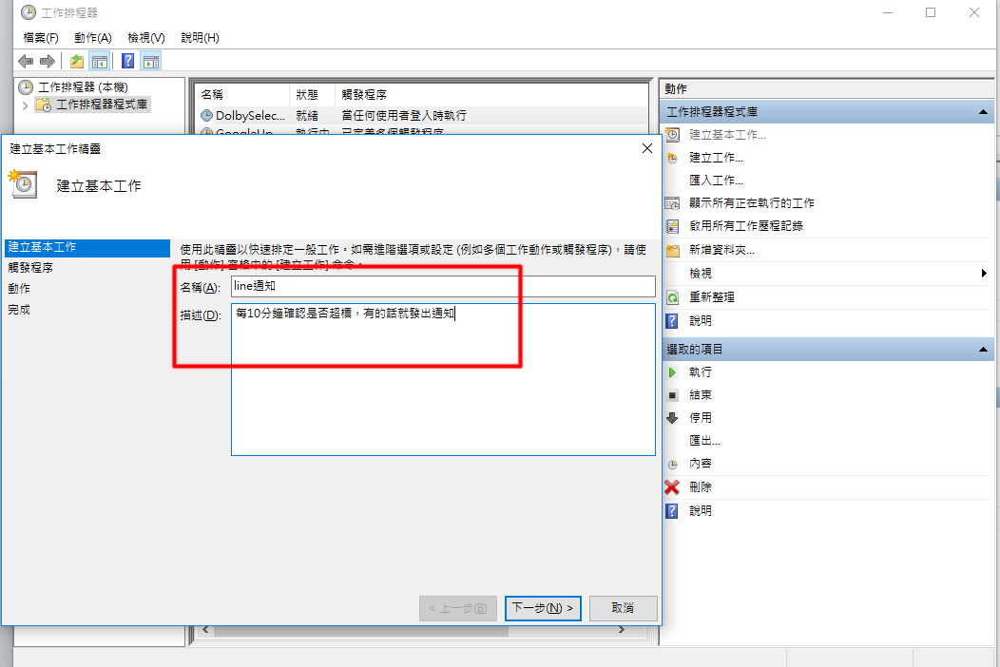 工作排程器
檔案(F) 動作(A) 檢視(V) 說明(H)
工作排程器 (本機)
工作排程器程式庫
名稱 狀態 觸發程序
DolbySelec... 就緒 當任何使用者登入時執行
GoogleUp... 執行中 已定義多個觸發程序
建立基本工作精靈
建立基本工作
建立基本工作
觸發程序
動作
完成
使用此精靈以快速排定一般工作。如需進階選項或設定 (例如多個工作動作或觸發程序)，請使
用 [動作] 窗格中的 [建立工作] 命令。
名稱(A): line通知
描述(D): 每10分鐘確認是否超標，有的話就發出通知
< 上一步(B) 下一步(N) > 取消
動作
工作排程器程式庫
建立基本工作...
建立工作...
匯入工作...
顯示所有正在執行的工作
啟用所有工作歷程記錄
新增資料夾...
檢視
重新整理
說明
選取的項目
執行
結束
停用
匯出...
內容
刪除
說明